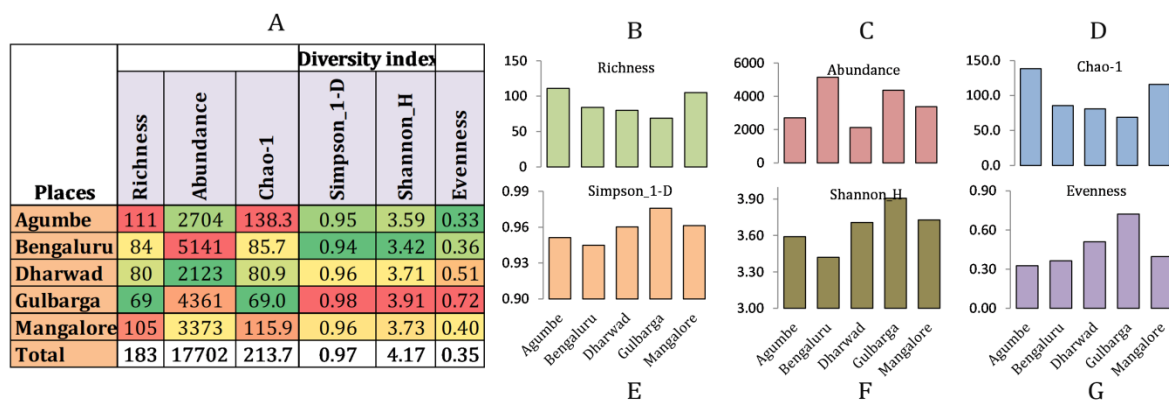 A
Diversity index
Places Richness Abundance Chao-1 Simpson_1-D Shannon_H Evenness
Agumbe 111 2704 138.3 0.95 3.59 0.33
Bengaluru 84 5141 85.7 0.94 3.42 0.36
Dharwad 80 2123 80.9 0.96 3.71 0.51
Gulbarga 69 4361 69.0 0.98 3.91 0.72
Mangalore 105 3373 115.9 0.96 3.73 0.40
Total 183 17702 213.7 0.97 4.17 0.35
B
Richness
150
100
50
0
C
Abundance
6000
4000
2000
0
D
Chao-1
150.0
100.0
50.0
0.0
Simpson_1-D
0.99
0.96
0.93
0.90
Agumbe
Bengaluru
Dharwad
Gulbarga
Mangalore
E
Shannon_H
3.90
3.60
3.30
3.00
Agumbe
Bengaluru
Dharwad
Gulbarga
Mangalore
F
Evenness
0.90
0.60
0.30
0.00
Agumbe
Bengaluru
Dharwad
Gulbarga
Mangalore
G